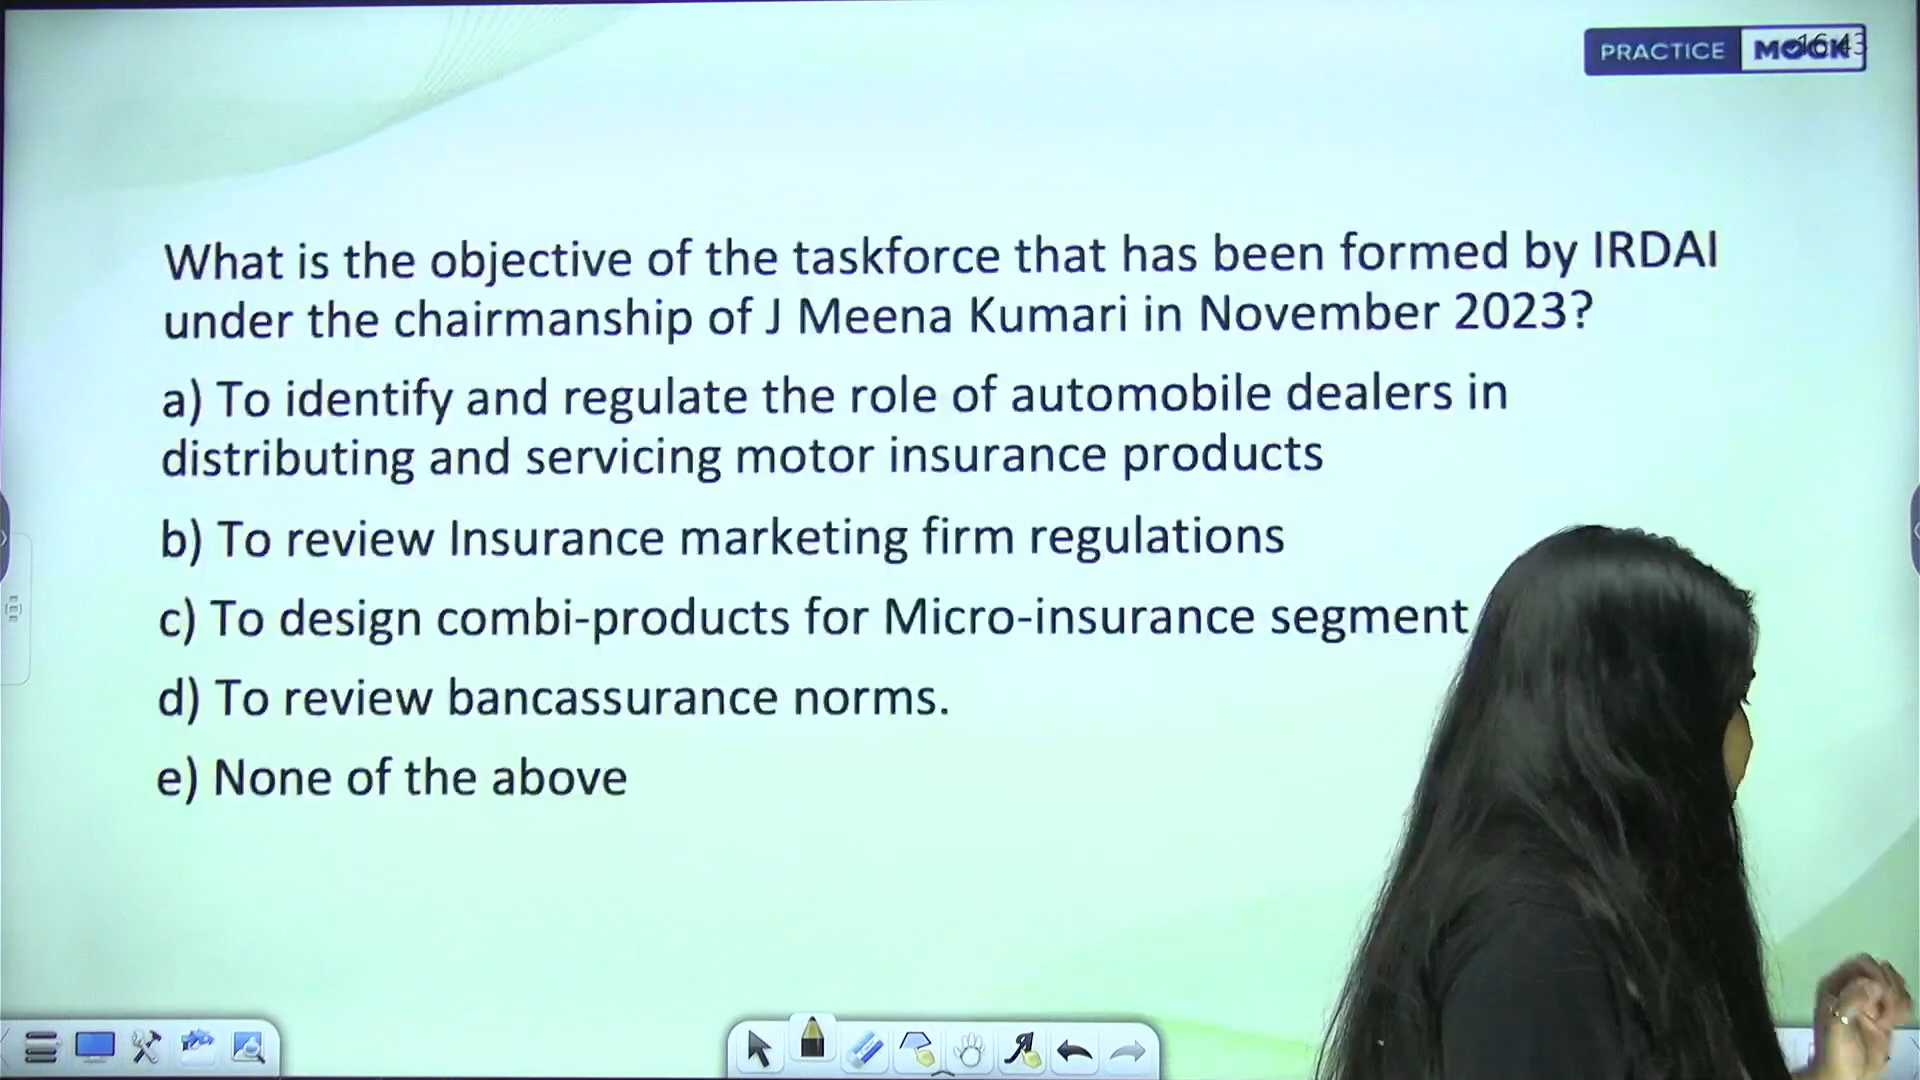 PRACTICE MOCK 16:43
What is the objective of the taskforce that has been formed by IRDAI
under the chairmanship of J Meena Kumari in November 2023?
a) To identify and regulate the role of automobile dealers in
distributing and servicing motor insurance products
b) To review Insurance marketing firm regulations
c) To design combi-products for Micro-insurance segment
d) To review bancassurance norms.
e) None of the above